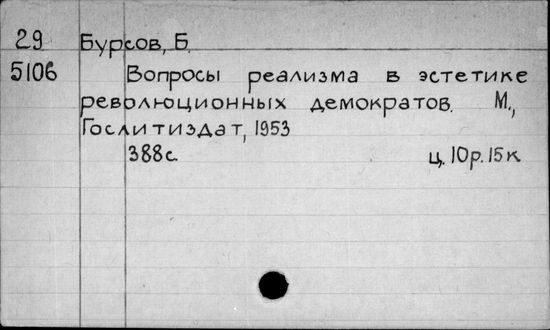 29 Бурсов, Б.
5106 Вопросы реализма в эстетике
революционных демократов. М.,
Гослитиздат, 1953
388с. ц. 10р. 15к